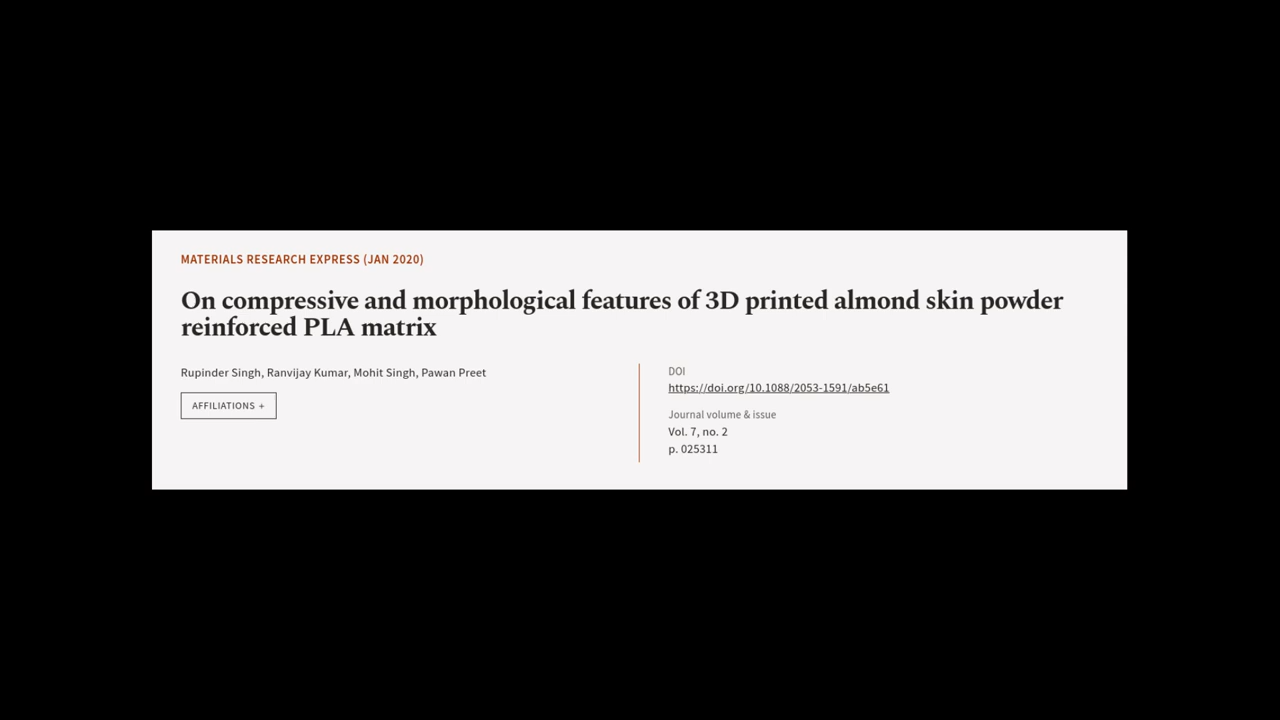 MATERIALS RESEARCH EXPRESS (JAN 2020)
On compressive and morphological features of 3D printed almond skin powder
reinforced PLA matrix
Rupinder Singh, Ranvijay Kumar, Mohit Singh, Pawan Preet
AFFILIATIONS +
DOI
https://doi.org/10.1088/2053-1591/ab5e61
Journal volume & issue
Vol. 7, no. 2
p. 025311